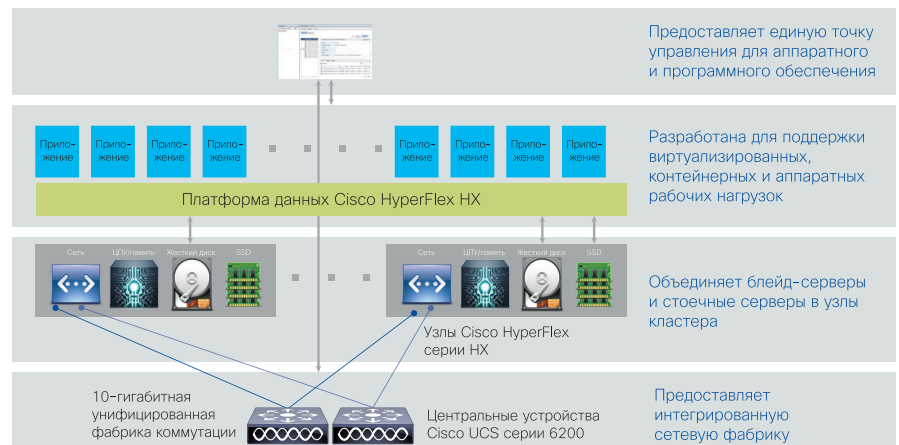 Предоставляет единую точку
управления для аппаратного
и программного обеспечения
Прило-
жение
Прило-
жение
Прило-
жение
Прило-
жение
Прило-
жение
Прило-
жение
Прило-
жение
Прило-
жение
Разработана для поддержки
виртуализированных,
контейнерных и аппаратных
рабочих нагрузок
Платформа данных Cisco HyperFlex HX
Сеть
ЦПУ/память
Жесткий диск
SSD
Сеть
ЦПУ/память
Жесткий диск
SSD
Объединяет блейд-серверы
и стоечные серверы в узлы
кластера
Узлы Cisco HyperFlex
серии HX
10-гигабитная
унифицированная
фабрика коммутации
Центральные устройства
Cisco UCS серии 6200
Предоставляет
интегрированную
сетевую фабрику